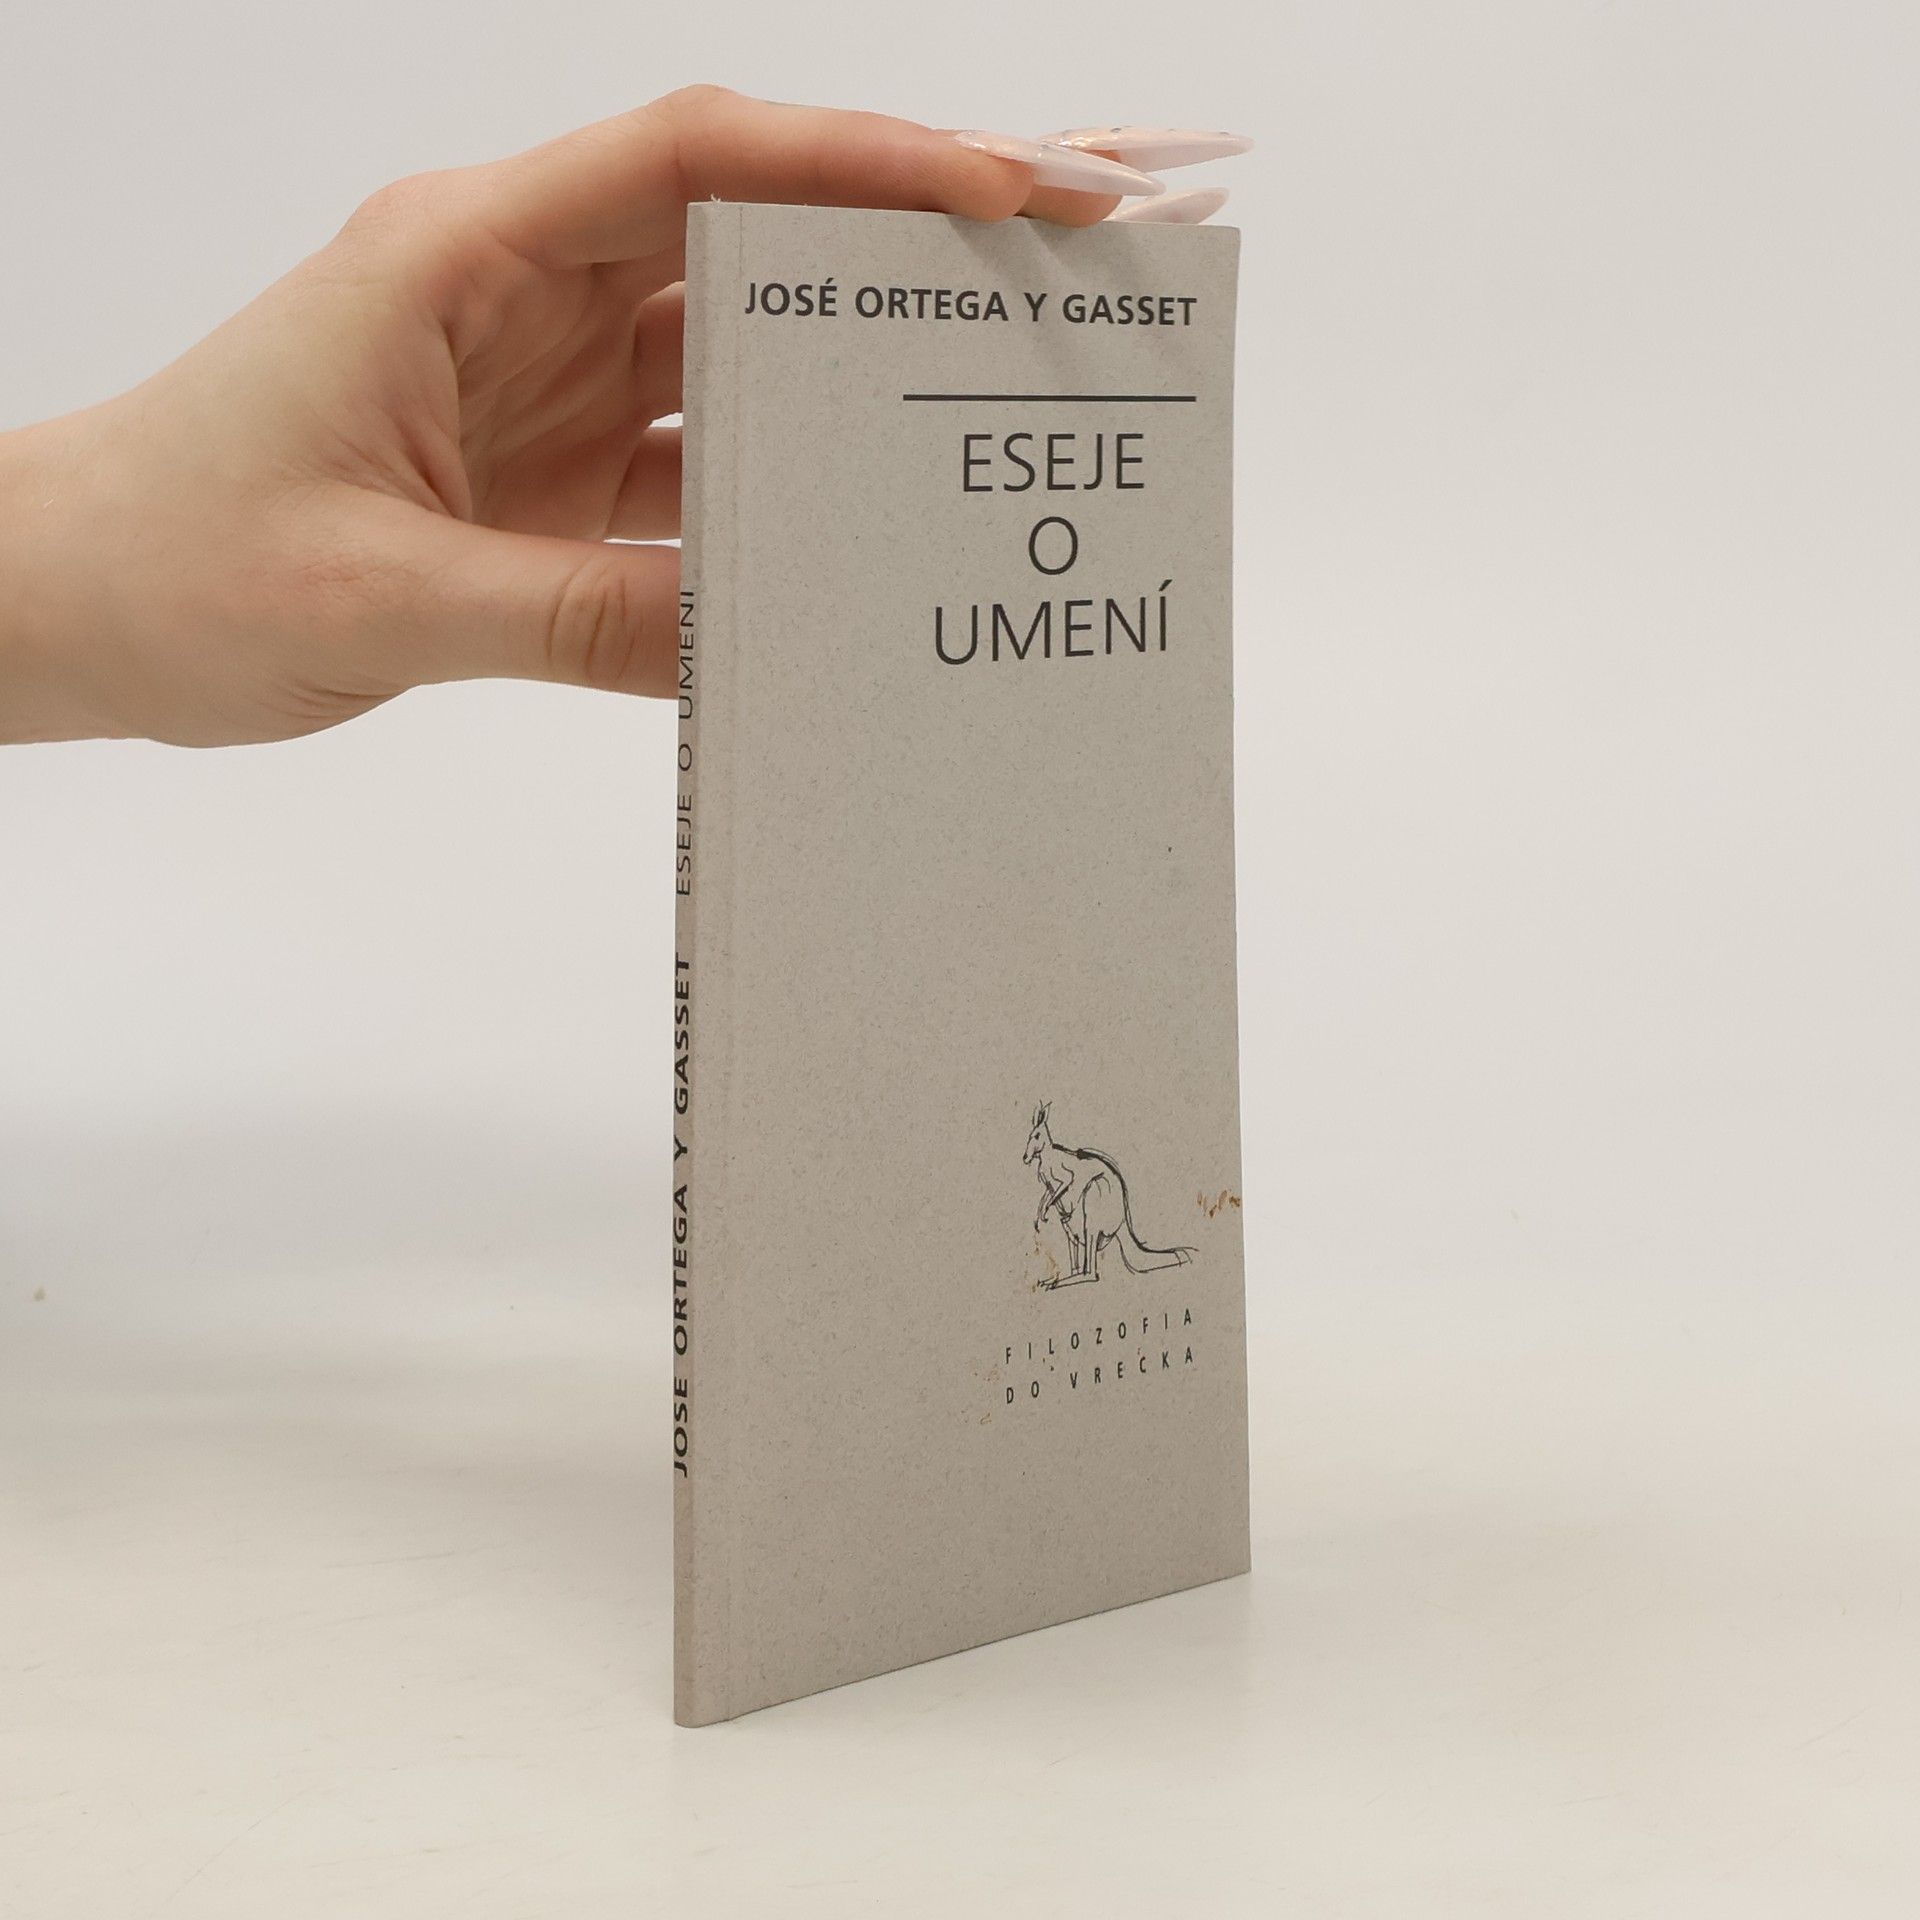 JOSÉ ORTEGA Y GASSET
ESEJE
O
UMENÍ
FILOZOFIA
DO VRECKA
JOSÉ ORTEGA Y GASSET ESEJE O UMENÍ